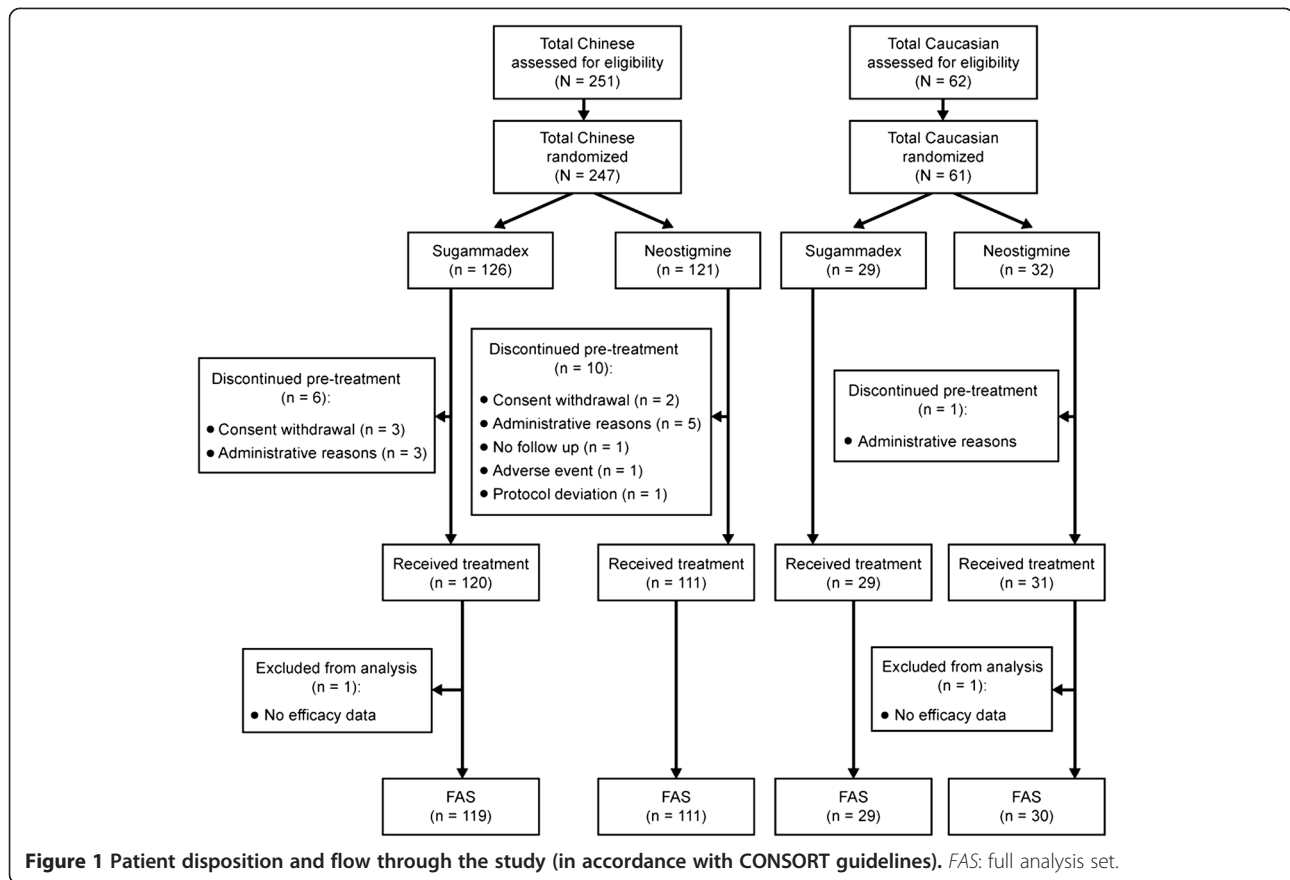 Total Chinese
assessed for eligibility
(N = 251)
Total Caucasian
assessed for eligibility
(N = 62)
Total Chinese
randomized
(N = 247)
Total Caucasian
randomized
(N = 61)
Sugammadex
(n = 126)
Neostigmine
(n = 121)
Sugammadex
(n = 29)
Neostigmine
(n = 32)
Discontinued pre-treatment
(n = 6):
● Consent withdrawal (n = 3)
● Administrative reasons (n = 3)
Discontinued pre-treatment
(n = 10):
● Consent withdrawal (n = 2)
● Administrative reasons (n = 5)
● No follow up (n = 1)
● Adverse event (n = 1)
● Protocol deviation (n = 1)
Discontinued pre-treatment
(n = 1):
● Administrative reasons
Received treatment
(n = 120)
Received treatment
(n = 111)
Received treatment
(n = 29)
Received treatment
(n = 31)
Excluded from analysis
(n = 1):
● No efficacy data
Excluded from analysis
(n = 1):
● No efficacy data
FAS
(n = 119)
FAS
(n = 111)
FAS
(n = 29)
FAS
(n = 30)
Figure 1 Patient disposition and flow through the study (in accordance with CONSORT guidelines). FAS: full analysis set.